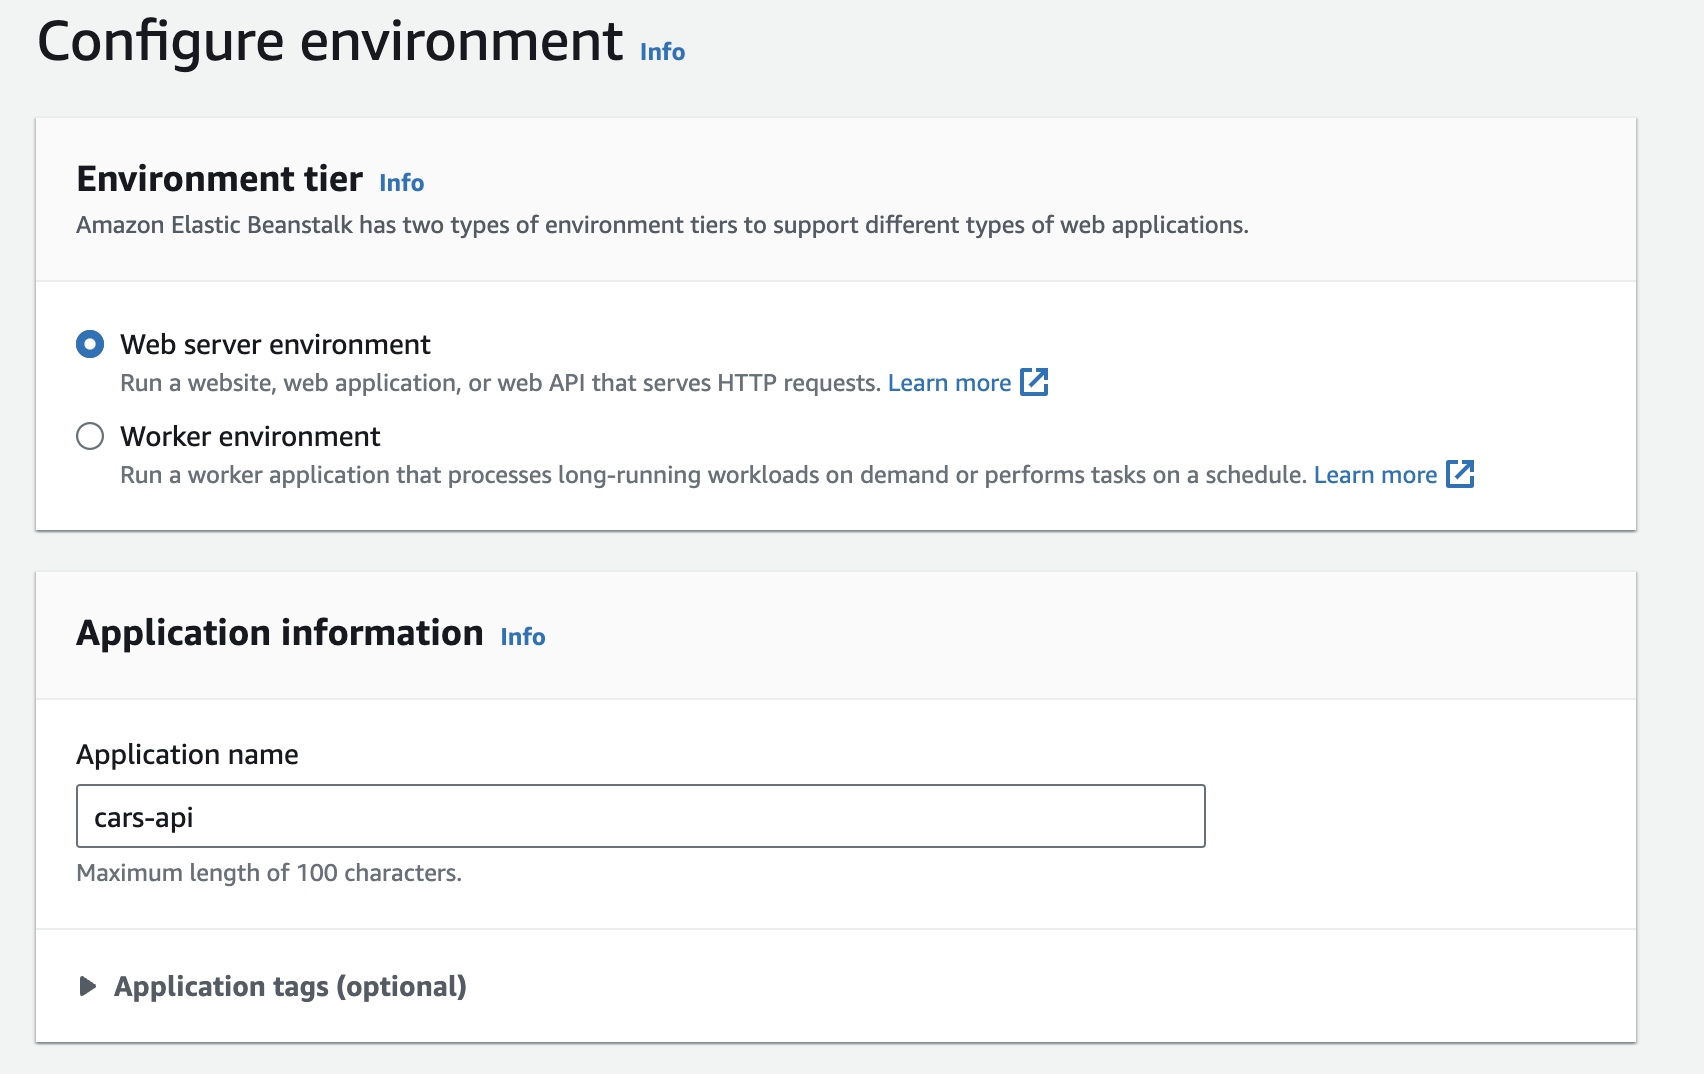 Configure environment Info
Environment tier Info
Amazon Elastic Beanstalk has two types of environment tiers to support different types of web applications.
Web server environment
Run a website, web application, or web API that serves HTTP requests. Learn more
Worker environment
Run a worker application that processes long-running workloads on demand or performs tasks on a schedule. Learn more
Application information Info
Application name
cars-api
Maximum length of 100 characters.
Application tags (optional)